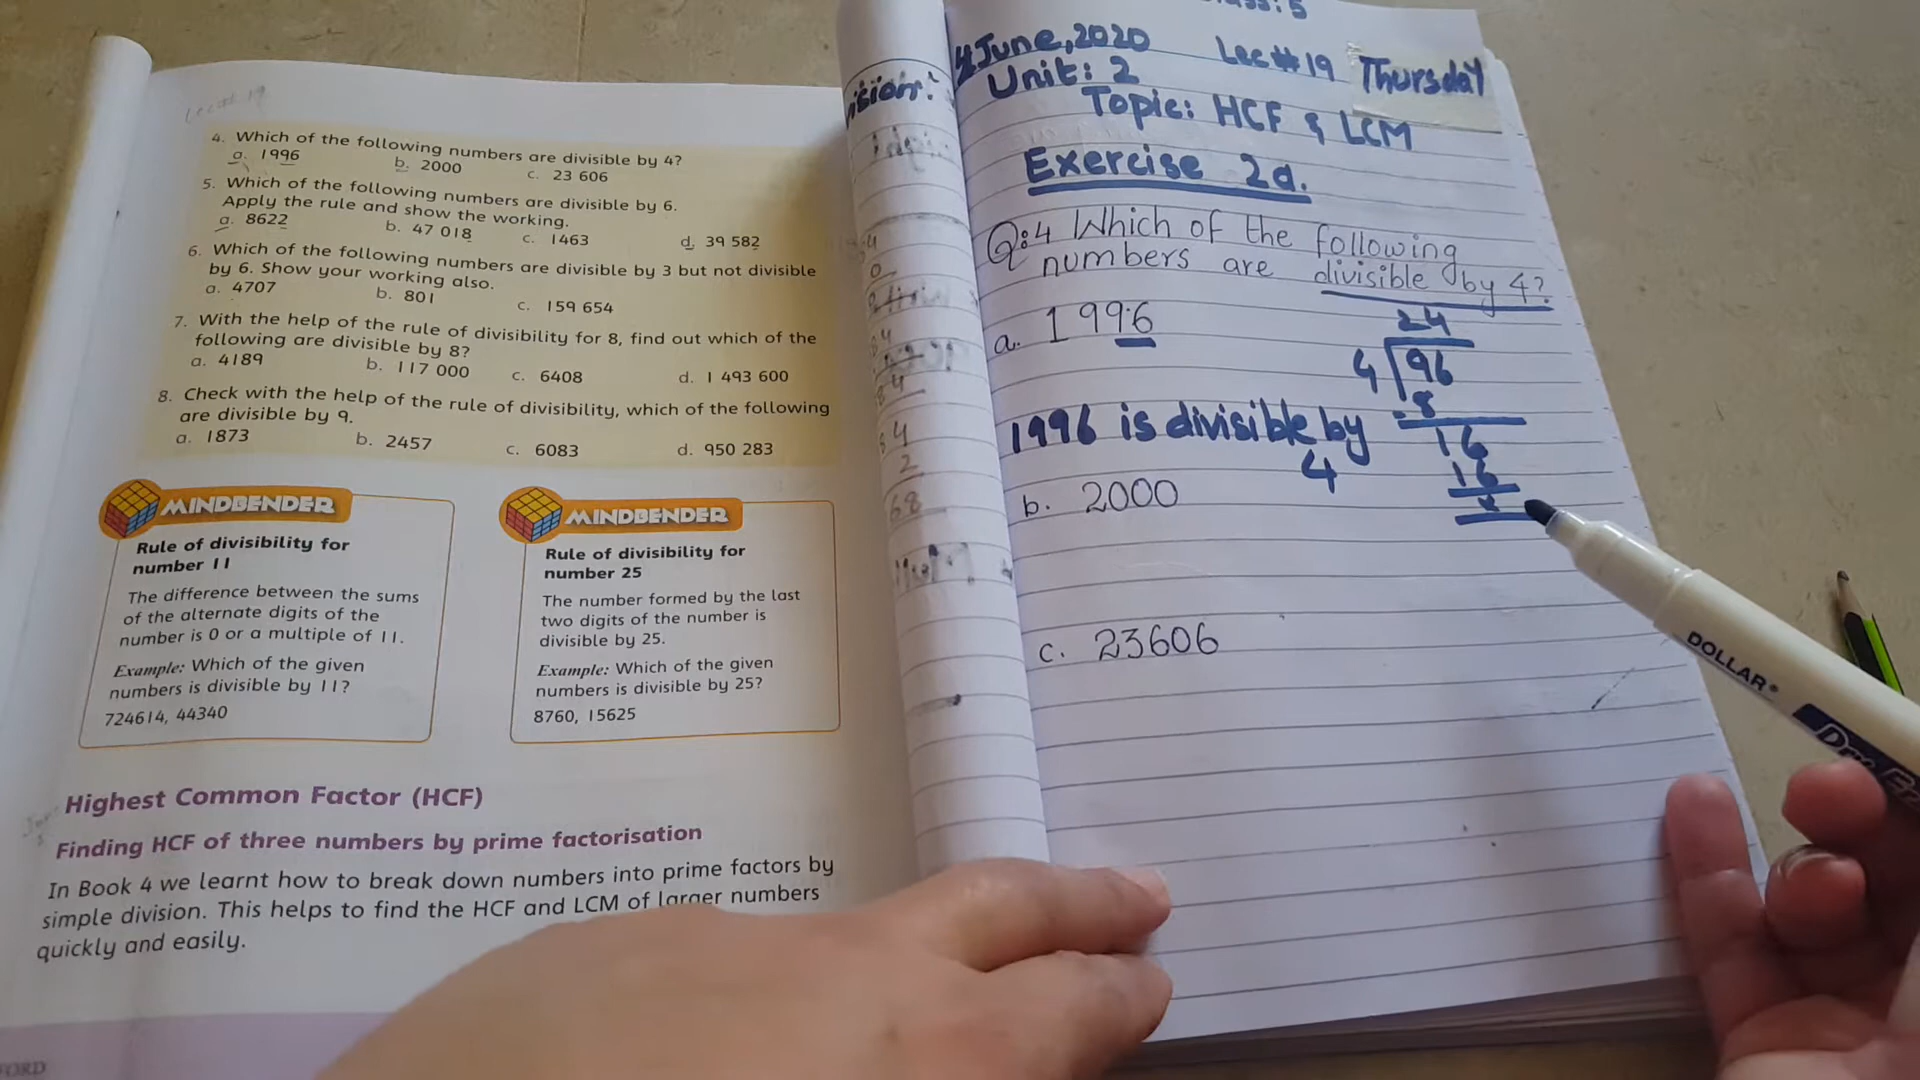 Lec# 19
4. Which of the following numbers are divisible by 4?
a. 1996 b. 2000 c. 23 606
5. Which of the following numbers are divisible by 6.
Apply the rule and show the working.
a. 8622 b. 47 018 c. 1463 d. 39 582
6. Which of the following numbers are divisible by 3 but not divisible
by 6. Show your working also.
a. 4707 b. 801 c. 159 654
7. With the help of the rule of divisibility for 8, find out which of the
following are divisible by 8?
a. 4189 b. 117 000 c. 6408 d. 1 493 600
8. Check with the help of the rule of divisibility, which of the following
are divisible by 9.
a. 1873 b. 2457 c. 6083 d. 950 283
MINDBENDER
Rule of divisibility for
number 11
The difference between the sums
of the alternate digits of the
number is 0 or a multiple of 11.
Example: Which of the given
numbers is divisible by 11?
724614, 44340
MINDBENDER
Rule of divisibility for
number 25
The number formed by the last
two digits of the number is
divisible by 25.
Example: Which of the given
numbers is divisible by 25?
8760, 15625
Highest Common Factor (HCF)
Finding HCF of three numbers by prime factorisation
In Book 4 we learnt how to break down numbers into prime factors by
simple division. This helps to find the HCF and LCM of larger numbers
quickly and easily.
4 June, 2020 Lec# 19 Thursday
Unit: 2
Topic: HCF & LCM
Exercise 2a.
Q:4 Which of the following
numbers are divisible by 4?
a. 1996
24
4 96
-8
16
16
x
1996 is divisible by
4
b. 2000
c. 23606
DOLLAR